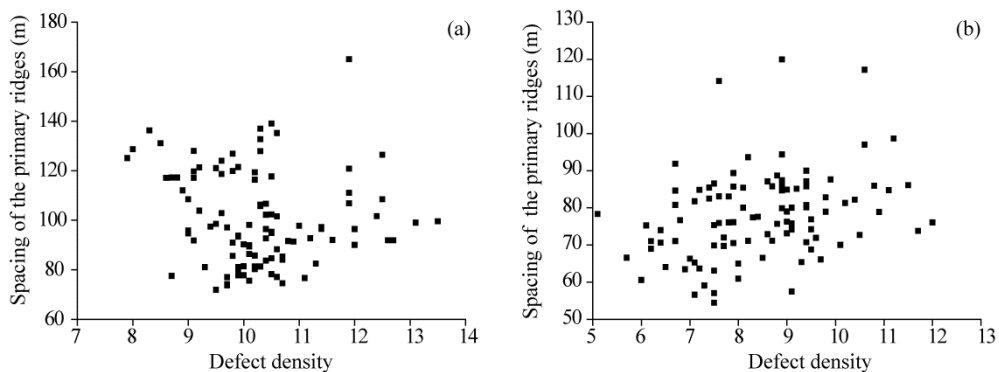 180
160
140
120
100
80
60
7 8 9 10 11 12 13 14
Defect density
Spacing of the primary ridges (m)
(a)
130
120
110
100
90
80
70
60
50
5 6 7 8 9 10 11 12 13
Defect density
Spacing of the primary ridges (m)
(b)